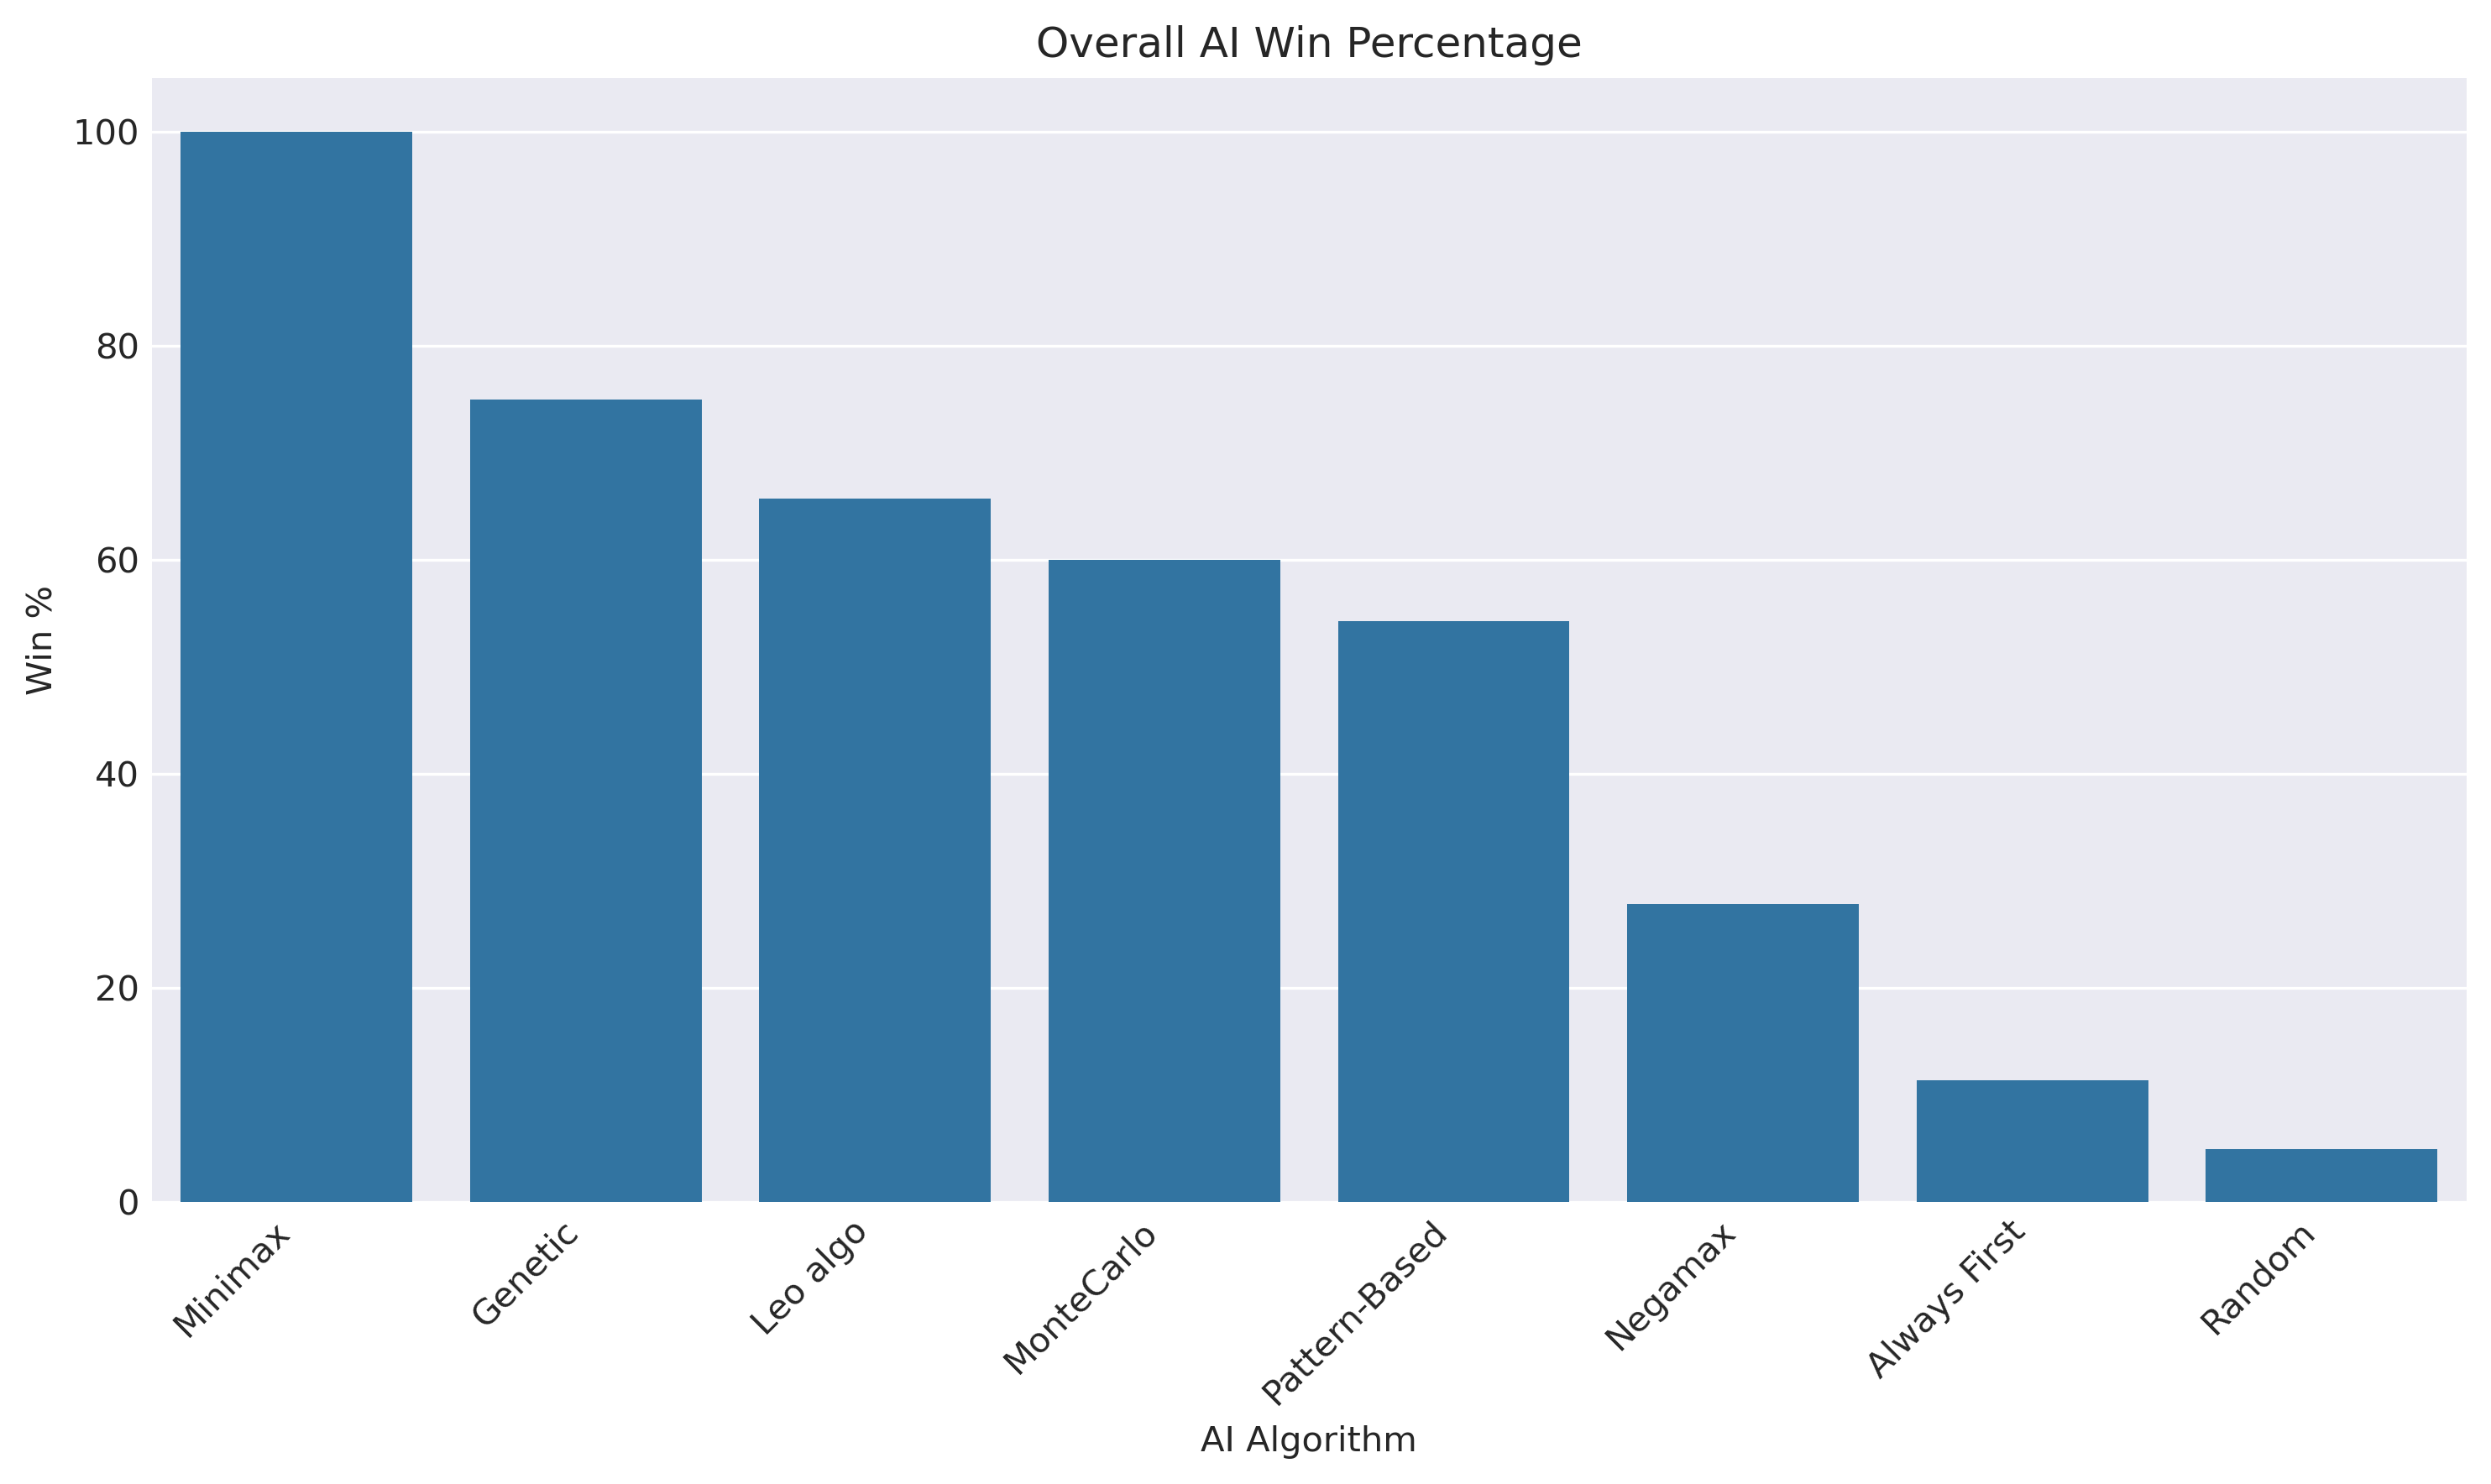 Overall AI Win Percentage
Win %
100
80
60
40
20
0
Minimax
Genetic
Leo algo
MonteCarlo
Pattern-Based
Negamax
Always First
Random
AI Algorithm